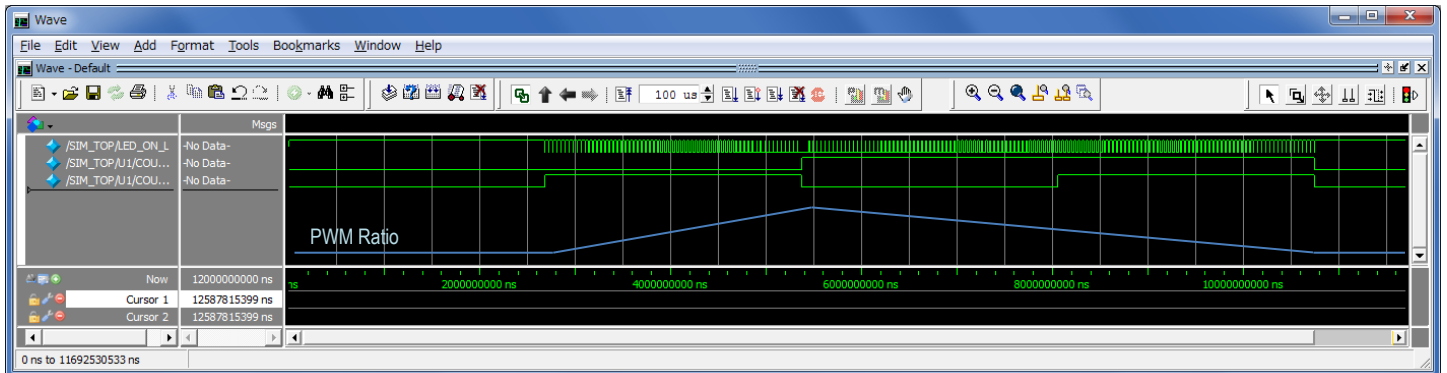 Wave
File Edit View Add Format Tools Bookmarks Window Help
Wave - Default
100 us
Msgs
/SIM_TOP/LED_ON_L -No Data-
/SIM_TOP/U1/COU... -No Data-
/SIM_TOP/U1/COU... -No Data-
PWM Ratio
Now 12000000000 ns ns 2000000000 ns 4000000000 ns 6000000000 ns 8000000000 ns 10000000000 ns
Cursor 1 12587815399 ns
Cursor 2 12587815399 ns
0 ns to 11692530533 ns